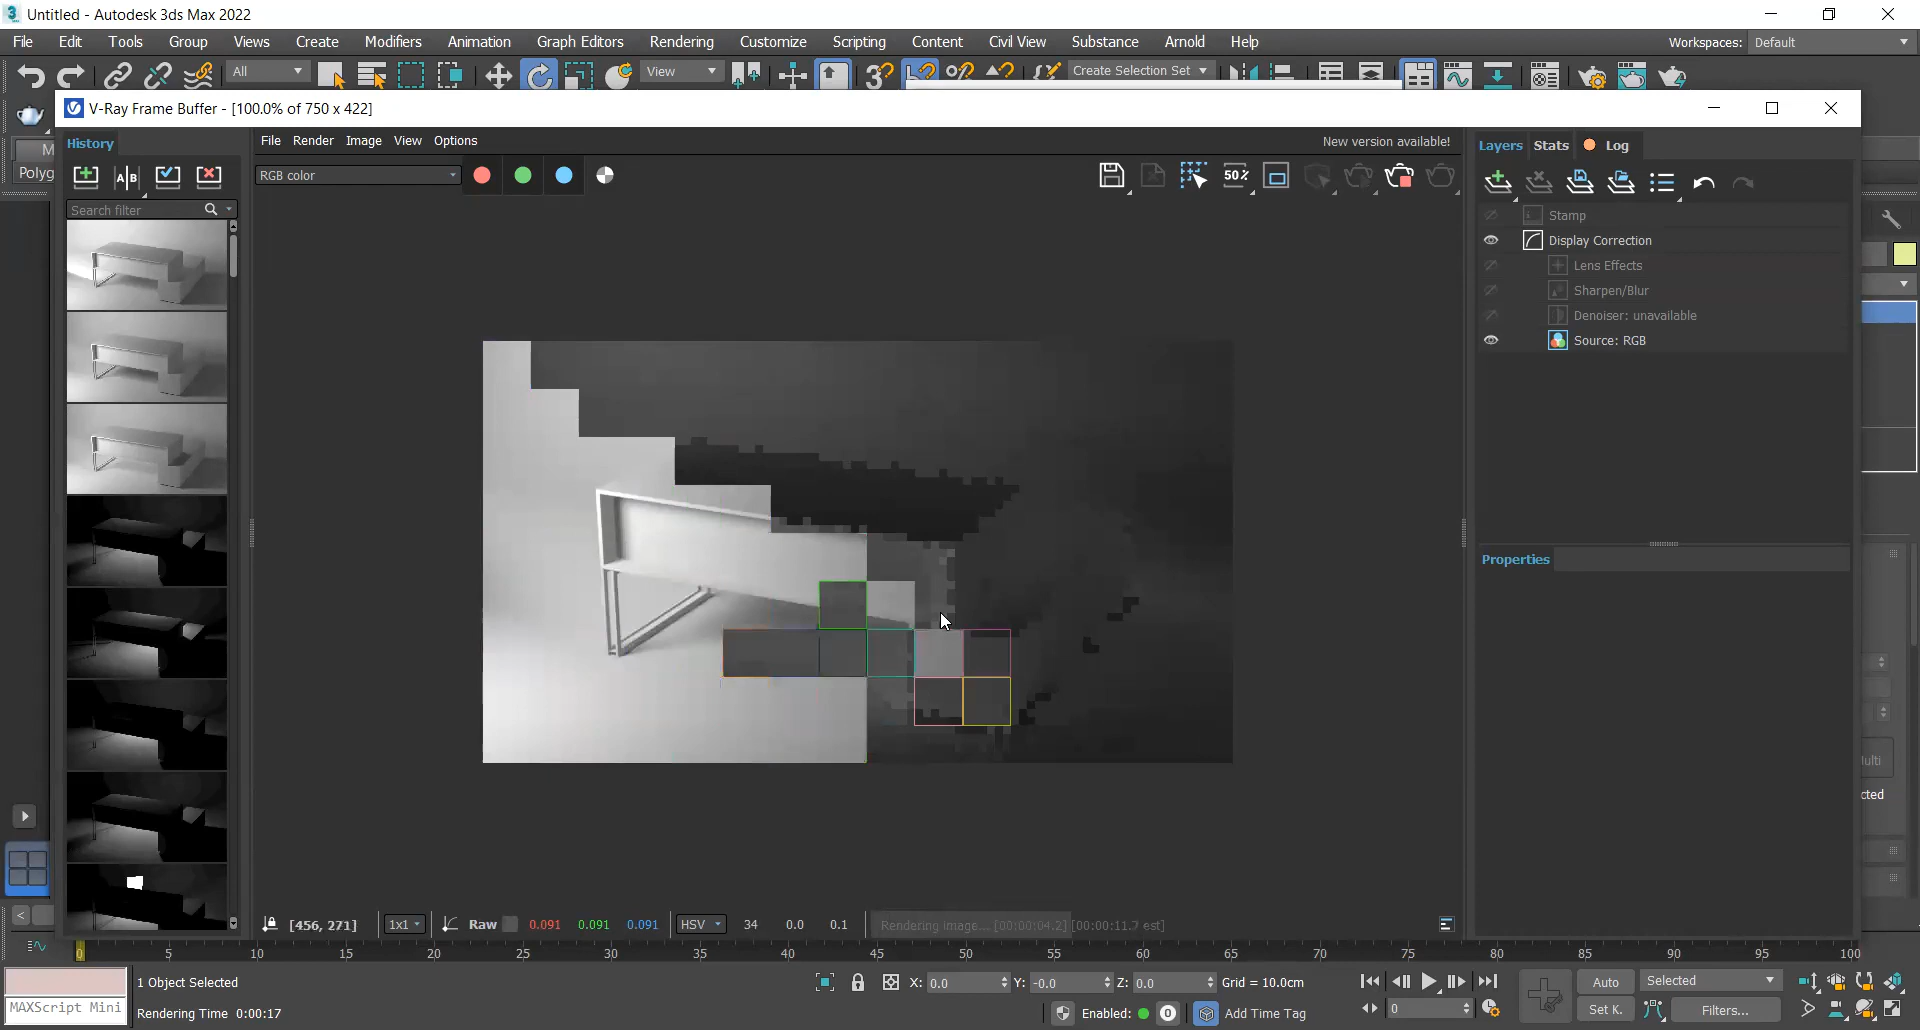 Untitled - Autodesk 3ds Max 2022
File Edit Tools Group Views Create Modifiers Animation Graph Editors Rendering Customize Scripting Content Civil View Substance Arnold Help Workspaces: Default
All View Create Selection Set
V-Ray Frame Buffer - [100.0% of 750 x 422]
M
Polyg
History
File Render Image View Options New version available!
Layers Stats Log
A B
RGB color
50%
Search filter
Stamp
Display Correction
Lens Effects
Sharpen/Blur
Denoiser: unavailable
Source: RGB
Properties
ulti
cted
[456, 271] 1x1 Raw 0.091 0.091 0.091 HSV 34 0.0 0.1 Rendering image... [00:00:04.2] [00:00:11.7 est]
0 5 10 15 20 25 30 35 40 45 50 55 60 65 70 75 80 85 90 95 100
1 Object Selected X: 0.0 Y: -0.0 Z: 0.0 Grid = 10.0cm Auto Selected
MAXScript Mini Rendering Time 0:00:17 Enabled: 0 Add Time Tag 0 Set K. Filters...